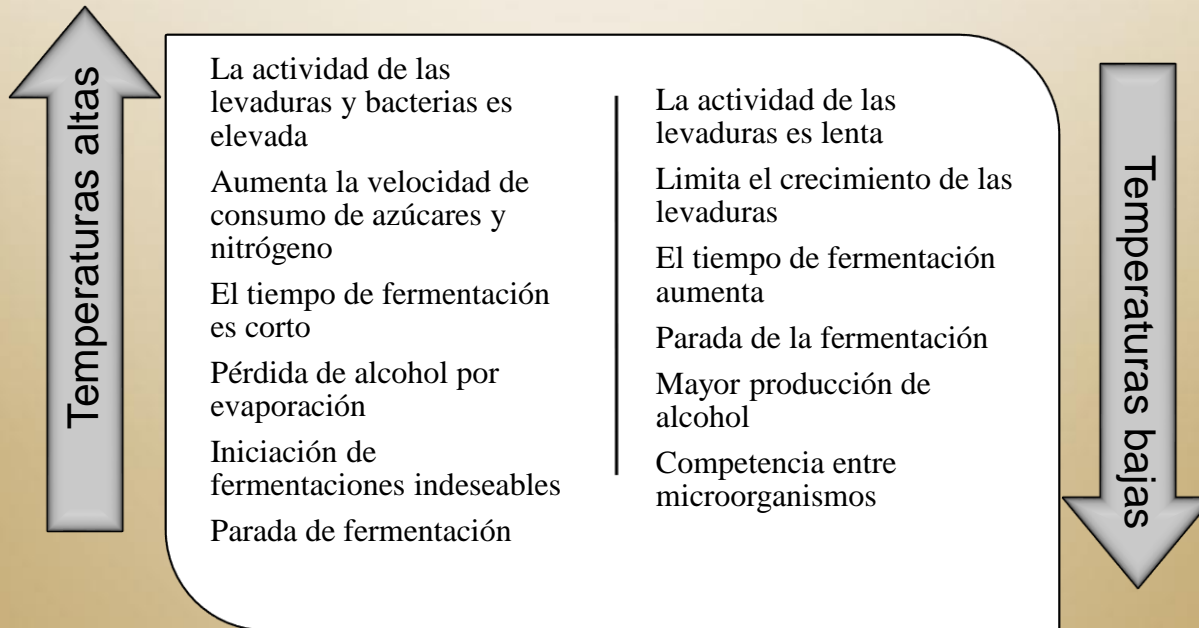 Temperaturas altas
La actividad de las
levaduras y bacterias es
elevada
Aumenta la velocidad de
consumo de azúcares y
nitrógeno
El tiempo de fermentación
es corto
Pérdida de alcohol por
evaporación
Iniciación de
fermentaciones indeseables
Parada de fermentación
La actividad de las
levaduras es lenta
Limita el crecimiento de las
levaduras
El tiempo de fermentación
aumenta
Parada de la fermentación
Mayor producción de
alcohol
Competencia entre
microorganismos
Temperaturas bajas